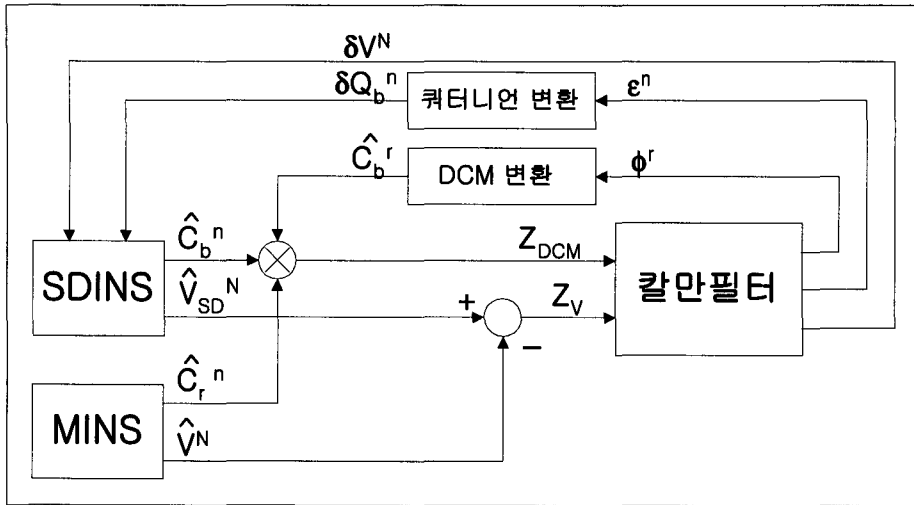 δV^N
δQ_b^n
쿼터니언 변환
ε^n
Ĉ_b^r
DCM 변환
ϕ^r
SDINS
Ĉ_b^n
V̂_SD^N
Z_DCM
칼만필터
+
Z_V
−
MINS
Ĉ_r^n
V̂^N